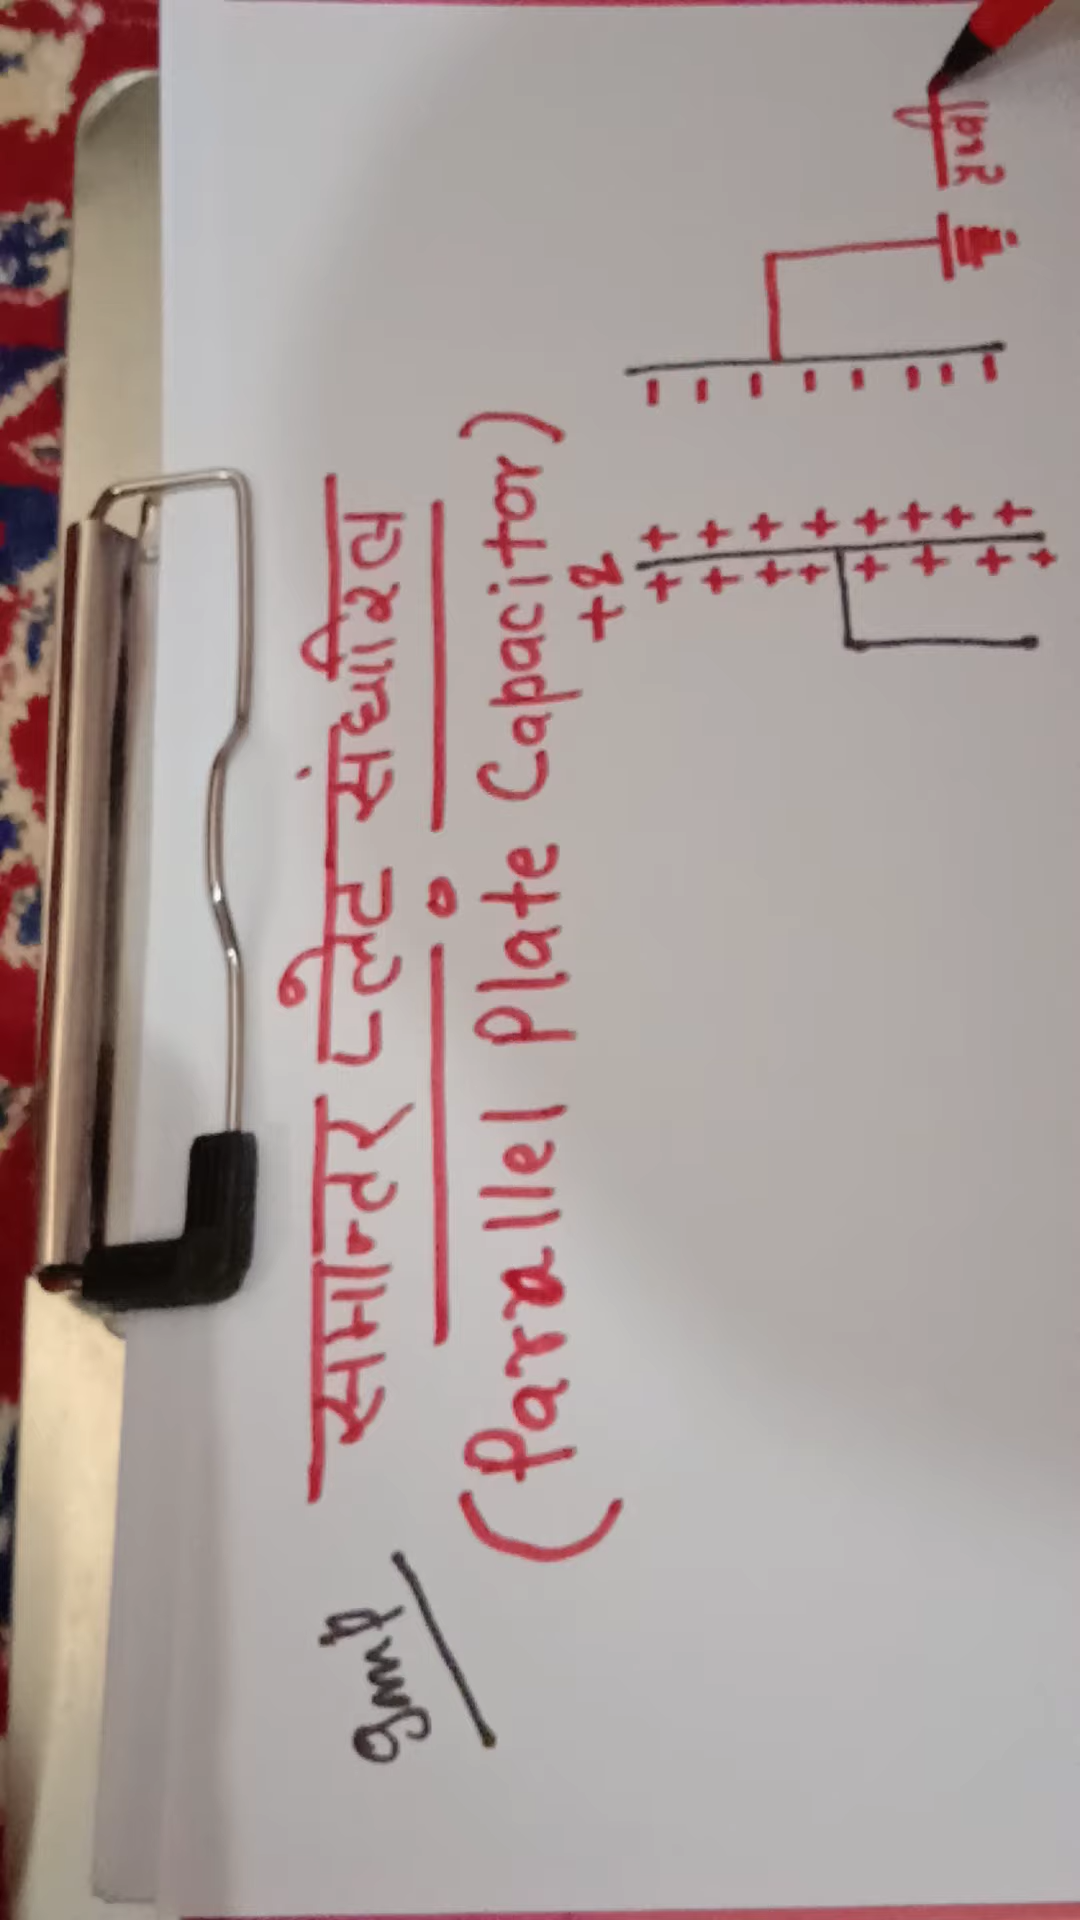 Imp
समान्तर प्लेट संधारित्र
(Parallel Plate Capacitor)
+q
+ + + + + + + +
+ + + + + + + +
- - - - - - - -